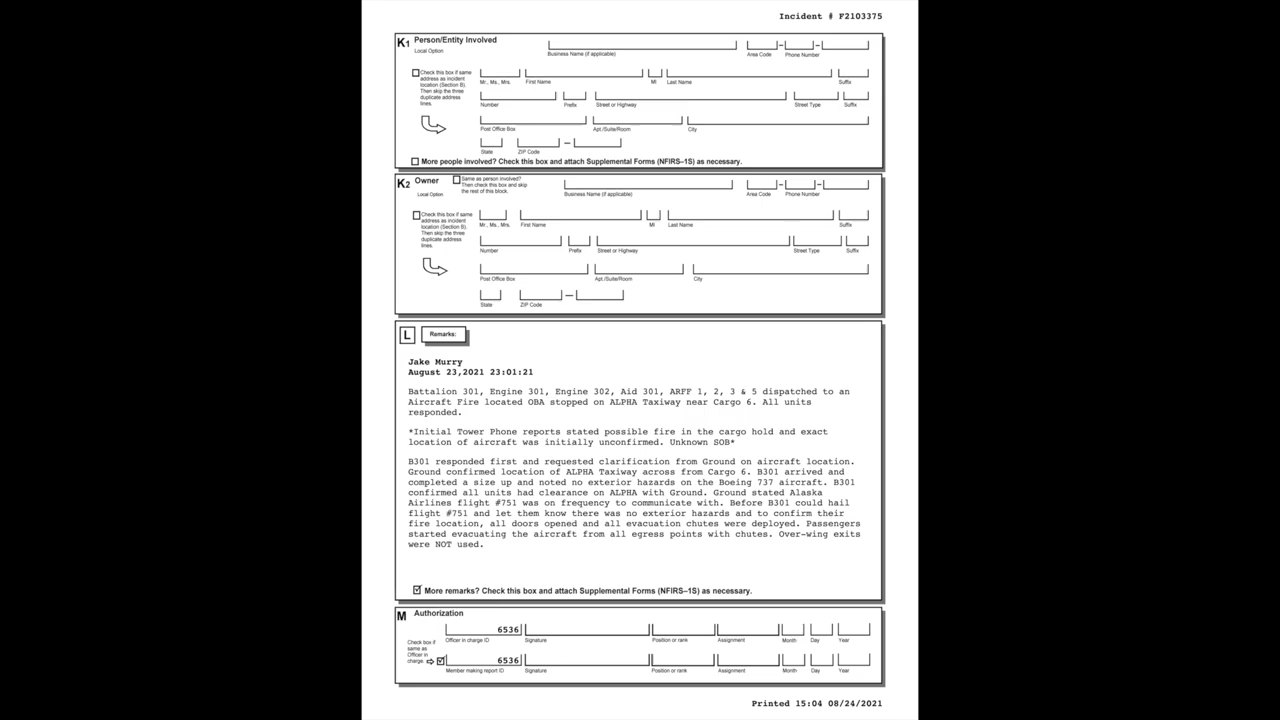 Incident # F2103375
K1 Person/Entity Involved
Local Option
Business Name (if applicable)
Area Code
Phone Number
Check this box if same
address as incident
location (Section B).
Then skip the three
duplicate address
lines.
Mr., Ms., Mrs.
First Name
MI
Last Name
Suffix
Number
Prefix
Street or Highway
Street Type
Suffix
Post Office Box
Apt./Suite/Room
City
State
ZIP Code
More people involved? Check this box and attach Supplemental Forms (NFIRS–1S) as necessary.
K2 Owner
Local Option
Same as person involved?
Then check this box and skip
the rest of this block.
Business Name (if applicable)
Area Code
Phone Number
Check this box if same
address as incident
location (Section B).
Then skip the three
duplicate address
lines.
Mr., Ms., Mrs.
First Name
MI
Last Name
Suffix
Number
Prefix
Street or Highway
Street Type
Suffix
Post Office Box
Apt./Suite/Room
City
State
ZIP Code
L Remarks:
Jake Murry
August 23,2021 23:01:21
Battalion 301, Engine 301, Engine 302, Aid 301, ARFF 1, 2, 3 & 5 dispatched to an
Aircraft Fire located OBA stopped on ALPHA Taxiway near Cargo 6. All units
responded.
*Initial Tower Phone reports stated possible fire in the cargo hold and exact
location of aircraft was initially unconfirmed. Unknown SOB*
B301 responded first and requested clarification from Ground on aircraft location.
Ground confirmed location of ALPHA Taxiway across from Cargo 6. B301 arrived and
completed a size up and noted no exterior hazards on the Boeing 737 aircraft. B301
confirmed all units had clearance on ALPHA with Ground. Ground stated Alaska
Airlines flight #751 was on frequency to communicate with. Before B301 could hail
flight #751 and let them know there was no exterior hazards and to confirm their
fire location, all doors opened and all evacuation chutes were deployed. Passengers
started evacuating the aircraft from all egress points with chutes. Over-wing exits
were NOT used.
More remarks? Check this box and attach Supplemental Forms (NFIRS–1S) as necessary.
M Authorization
6536
Officer in charge ID
Signature
Position or rank
Assignment
Month
Day
Year
Check box if
same as
Officer in
charge.
6536
Member making report ID
Signature
Position or rank
Assignment
Month
Day
Year
Printed 15:04 08/24/2021